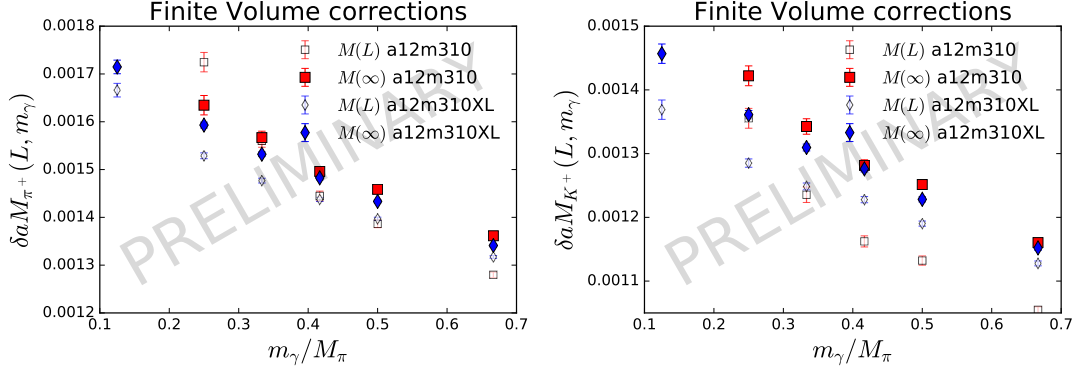 Finite Volume corrections
0.0018
0.0017
0.0016
0.0015
0.0014
0.0013
0.0012
δaM_{π^+}(L, m_γ)
M(L) a12m310
M(∞) a12m310
M(L) a12m310XL
M(∞) a12m310XL
PRELIMINARY
0.1 0.2 0.3 0.4 0.5 0.6 0.7
m_γ/M_π
Finite Volume corrections
0.0015
0.0014
0.0013
0.0012
0.0011
δaM_{K^+}(L, m_γ)
M(L) a12m310
M(∞) a12m310
M(L) a12m310XL
M(∞) a12m310XL
PRELIMINARY
0.1 0.2 0.3 0.4 0.5 0.6 0.7
m_γ/M_π